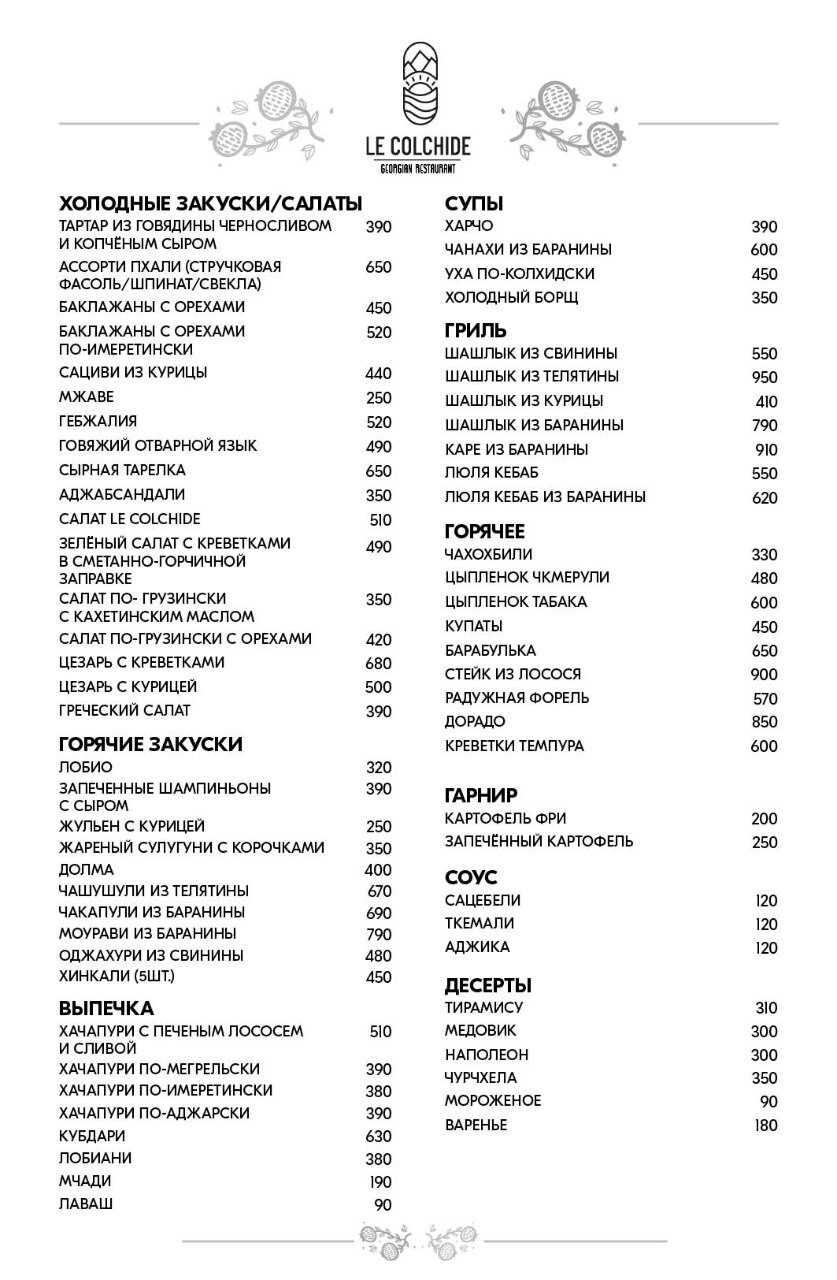 LE COLCHIDE
GEORGIAN RESTAURANT
ХОЛОДНЫЕ ЗАКУСКИ/САЛАТЫ
ТАРТАР ИЗ ГОВЯДИНЫ ЧЕРНОСЛИВОМ 390
И КОПЧЁНЫМ СЫРОМ
АССОРТИ ПХАЛИ (СТРУЧКОВАЯ 650
ФАСОЛЬ/ШПИНАТ/СВЕКЛА)
БАКЛАЖАНЫ С ОРЕХАМИ 450
БАКЛАЖАНЫ С ОРЕХАМИ 520
ПО-ИМЕРЕТИНСКИ
САЦИВИ ИЗ КУРИЦЫ 440
МЖАВЕ 250
ГЕБЖАЛИЯ 520
ГОВЯЖИЙ ОТВАРНОЙ ЯЗЫК 490
СЫРНАЯ ТАРЕЛКА 650
АДЖАБСАНДАЛИ 350
САЛАТ LE COLCHIDE 510
ЗЕЛЁНЫЙ САЛАТ С КРЕВЕТКАМИ 490
В СМЕТАННО-ГОРЧИЧНОЙ
ЗАПРАВКЕ
САЛАТ ПО- ГРУЗИНСКИ 350
С КАХЕТИНСКИМ МАСЛОМ
САЛАТ ПО-ГРУЗИНСКИ С ОРЕХАМИ 420
ЦЕЗАРЬ С КРЕВЕТКАМИ 680
ЦЕЗАРЬ С КУРИЦЕЙ 500
ГРЕЧЕСКИЙ САЛАТ 390
ГОРЯЧИЕ ЗАКУСКИ
ЛОБИО 320
ЗАПЕЧЕННЫЕ ШАМПИНЬОНЫ 390
С СЫРОМ
ЖУЛЬЕН С КУРИЦЕЙ 250
ЖАРЕНЫЙ СУЛУГУНИ С КОРОЧКАМИ 350
ДОЛМА 400
ЧАШУШУЛИ ИЗ ТЕЛЯТИНЫ 670
ЧАКАПУЛИ ИЗ БАРАНИНЫ 690
МОУРАВИ ИЗ БАРАНИНЫ 790
ОДЖАХУРИ ИЗ СВИНИНЫ 480
ХИНКАЛИ (5ШТ.) 450
ВЫПЕЧКА
ХАЧАПУРИ С ПЕЧЕНЫМ ЛОСОСЕМ 510
И СЛИВОЙ
ХАЧАПУРИ ПО-МЕГРЕЛЬСКИ 390
ХАЧАПУРИ ПО-ИМЕРЕТИНСКИ 380
ХАЧАПУРИ ПО-АДЖАРСКИ 390
КУБДАРИ 630
ЛОБИАНИ 380
МЧАДИ 190
ЛАВАШ 90
СУПЫ
ХАРЧО 390
ЧАНАХИ ИЗ БАРАНИНЫ 600
УХА ПО-КОЛХИДСКИ 450
ХОЛОДНЫЙ БОРЩ 350
ГРИЛЬ
ШАШЛЫК ИЗ СВИНИНЫ 550
ШАШЛЫК ИЗ ТЕЛЯТИНЫ 950
ШАШЛЫК ИЗ КУРИЦЫ 410
ШАШЛЫК ИЗ БАРАНИНЫ 790
КАРЕ ИЗ БАРАНИНЫ 910
ЛЮЛЯ КЕБАБ 550
ЛЮЛЯ КЕБАБ ИЗ БАРАНИНЫ 620
ГОРЯЧЕЕ
ЧАХОХБИЛИ 330
ЦЫПЛЕНОК ЧКМЕРУЛИ 480
ЦЫПЛЕНОК ТАБАКА 600
КУПАТЫ 450
БАРАБУЛЬКА 650
СТЕЙК ИЗ ЛОСОСЯ 900
РАДУЖНАЯ ФОРЕЛЬ 570
ДОРАДО 850
КРЕВЕТКИ ТЕМПУРА 600
ГАРНИР
КАРТОФЕЛЬ ФРИ 200
ЗАПЕЧЁННЫЙ КАРТОФЕЛЬ 250
СОУС
САЦЕБЕЛИ 120
ТКЕМАЛИ 120
АДЖИКА 120
ДЕСЕРТЫ
ТИРАМИСУ 310
МЕДОВИК 300
НАПОЛЕОН 300
ЧУРЧХЕЛА 350
МОРОЖЕНОЕ 90
ВАРЕНЬЕ 180